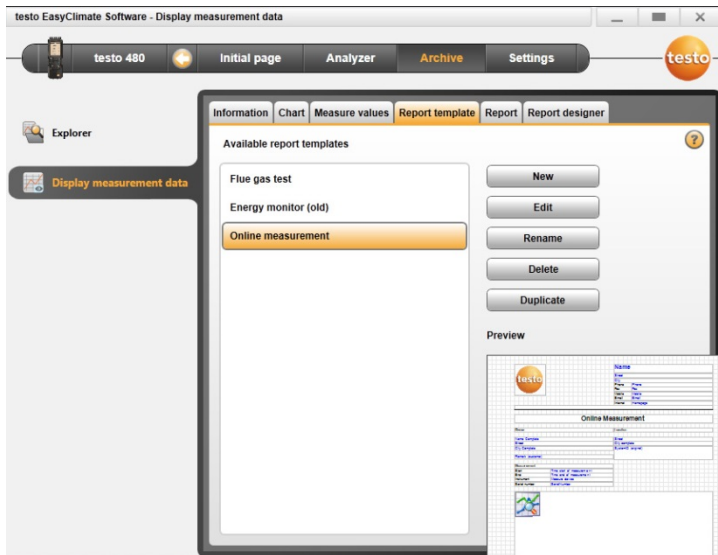 testo EasyClimate Software - Display measurement data
testo 480 Initial page Analyzer Archive Settings testo
Explorer
Display measurement data
Information Chart Measure values Report template Report Report designer
Available report templates
Flue gas test
Energy monitor (old)
Online measurement
New
Edit
Rename
Delete
Duplicate
Preview
testo
Name
Online Measurement